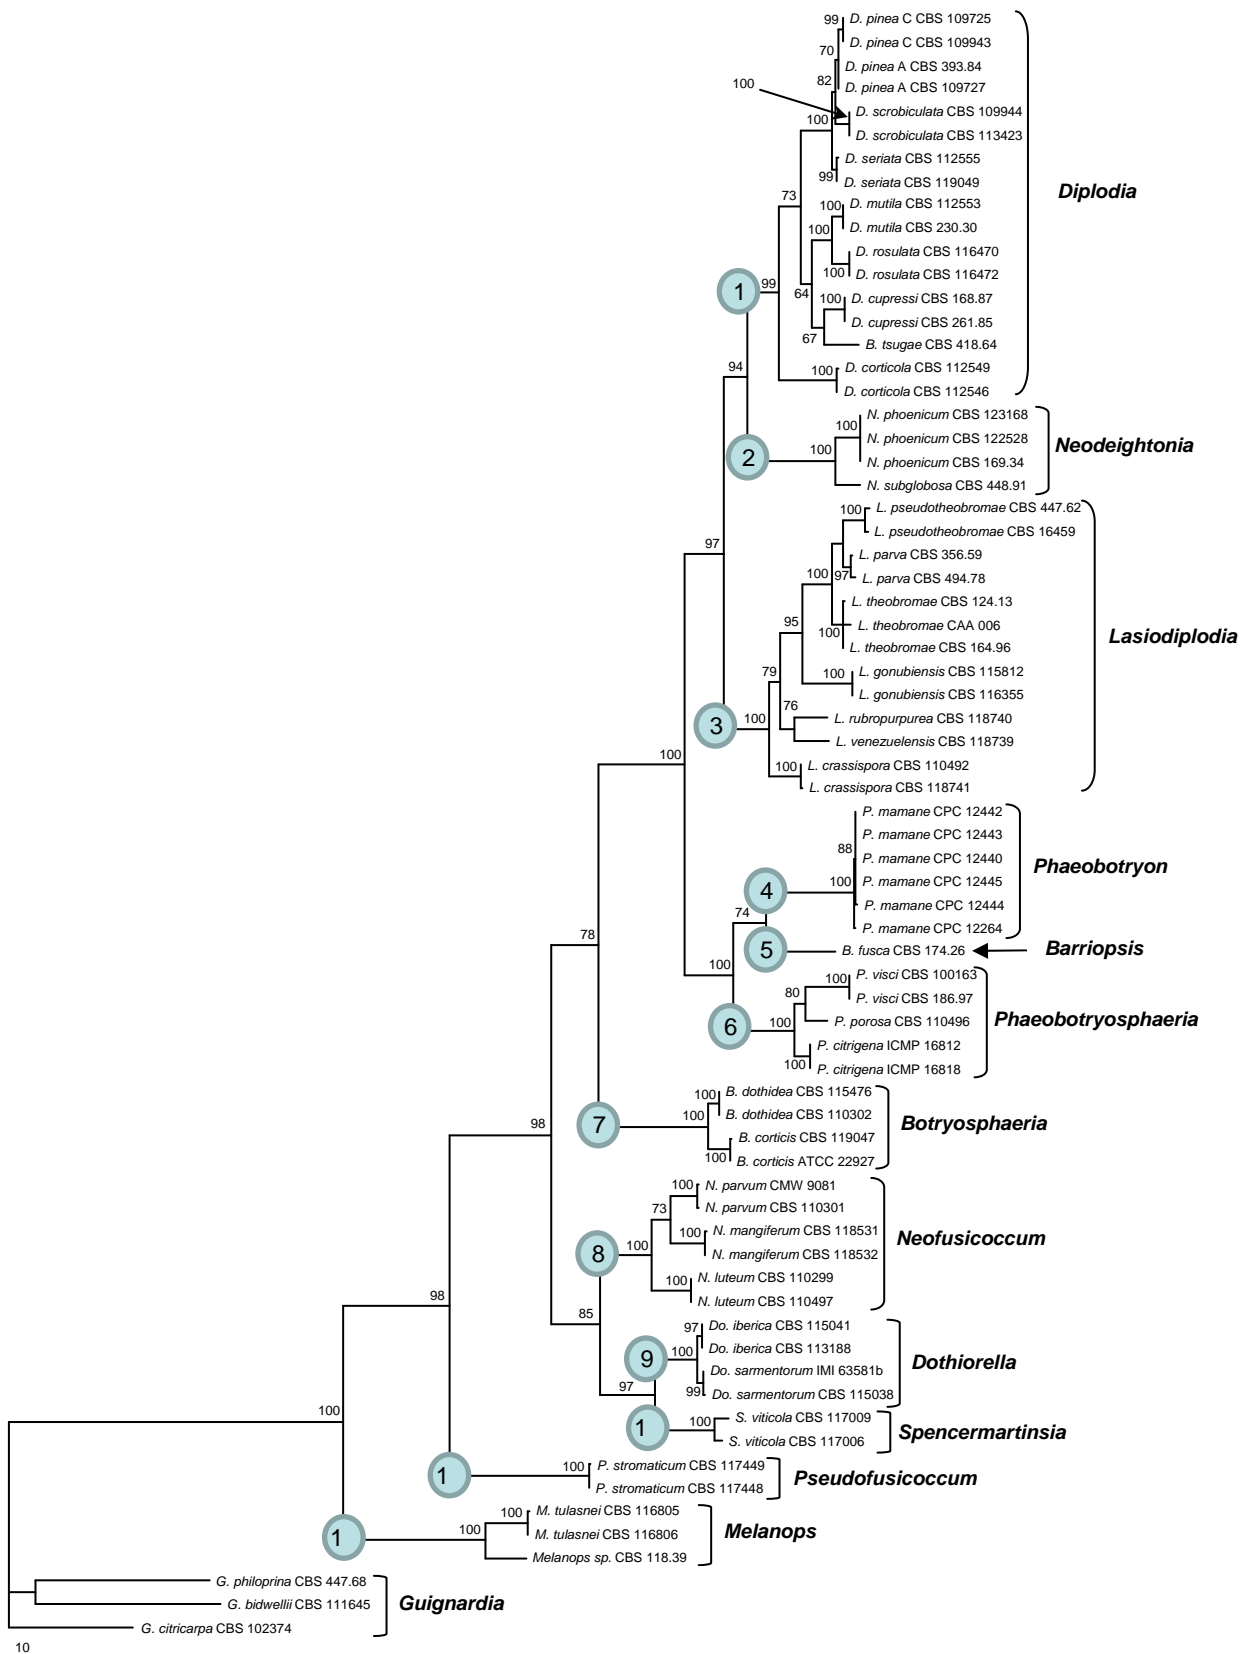 99
D. pinea C CBS 109725
D. pinea C CBS 109943
70
D. pinea A CBS 393.84
82
D. pinea A CBS 109727
100
D. scrobiculata CBS 109944
100
D. scrobiculata CBS 113423
D. seriata CBS 112555
99
D. seriata CBS 119049
Diplodia
73
100
D. mutila CBS 112553
D. mutila CBS 230.30
100
D. rosulata CBS 116470
100
D. rosulata CBS 116472
1
99
64
100
D. cupressi CBS 168.87
D. cupressi CBS 261.85
67
B. tsugae CBS 418.64
94
100
D. corticola CBS 112549
D. corticola CBS 112546
N. phoenicum CBS 123168
100
N. phoenicum CBS 122528
Neodeightonia
2
100
N. phoenicum CBS 169.34
N. subglobosa CBS 448.91
100
L. pseudotheobromae CBS 447.62
L. pseudotheobromae CBS 16459
97
L. parva CBS 356.59
100
97
L. parva CBS 494.78
L. theobromae CBS 124.13
95
L. theobromae CAA 006
100
L. theobromae CBS 164.96
Lasiodiplodia
79
100
L. gonubiensis CBS 115812
L. gonubiensis CBS 116355
76
3
100
L. rubropurpurea CBS 118740
L. venezuelensis CBS 118739
100
100
L. crassispora CBS 110492
L. crassispora CBS 118741
P. mamane CPC 12442
P. mamane CPC 12443
88
P. mamane CPC 12440
Phaeobotryon
4
100
P. mamane CPC 12445
P. mamane CPC 12444
74
P. mamane CPC 12264
5
B. fusca CBS 174.26
Barriopsis
78
100
100
P. visci CBS 100163
80
P. visci CBS 186.97
6
100
P. porosa CBS 110496
Phaeobotryosphaeria
P. citrigena ICMP 16812
100
P. citrigena ICMP 16818
100
B. dothidea CBS 115476
98
7
100
B. dothidea CBS 110302
Botryosphaeria
B. corticis CBS 119047
100
B. corticis ATCC 22927
100
N. parvum CMW 9081
73
N. parvum CBS 110301
8
100
100
N. mangiferum CBS 118531
Neofusicoccum
N. mangiferum CBS 118532
100
N. luteum CBS 110299
98
N. luteum CBS 110497
85
97
Do. iberica CBS 115041
9
100
Do. iberica CBS 113188
Dothiorella
Do. sarmentorum IMI 63581b
97
99
Do. sarmentorum CBS 115038
100
1
100
S. viticola CBS 117009
Spencermartinsia
S. viticola CBS 117006
1
100
P. stromaticum CBS 117449
Pseudofusicoccum
P. stromaticum CBS 117448
100
M. tulasnei CBS 116805
1
100
M. tulasnei CBS 116806
Melanops
Melanops sp. CBS 118.39
G. philoprina CBS 447.68
G. bidwellii CBS 111645
Guignardia
G. citricarpa CBS 102374
10